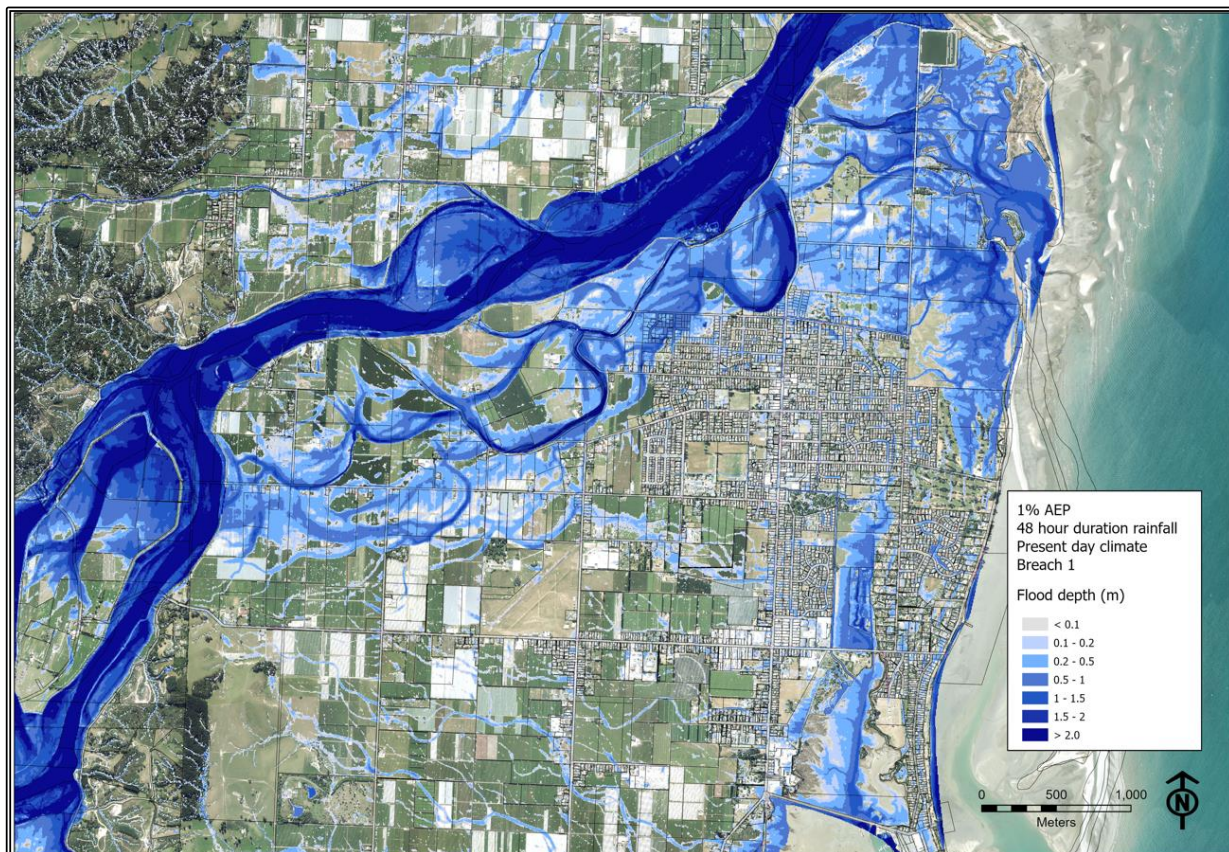 1% AEP
48 hour duration rainfall
Present day climate
Breach 1
Flood depth (m)
< 0.1
0.1 - 0.2
0.2 - 0.5
0.5 - 1
1 - 1.5
1.5 - 2
> 2.0
0 500 1,000
Meters
N